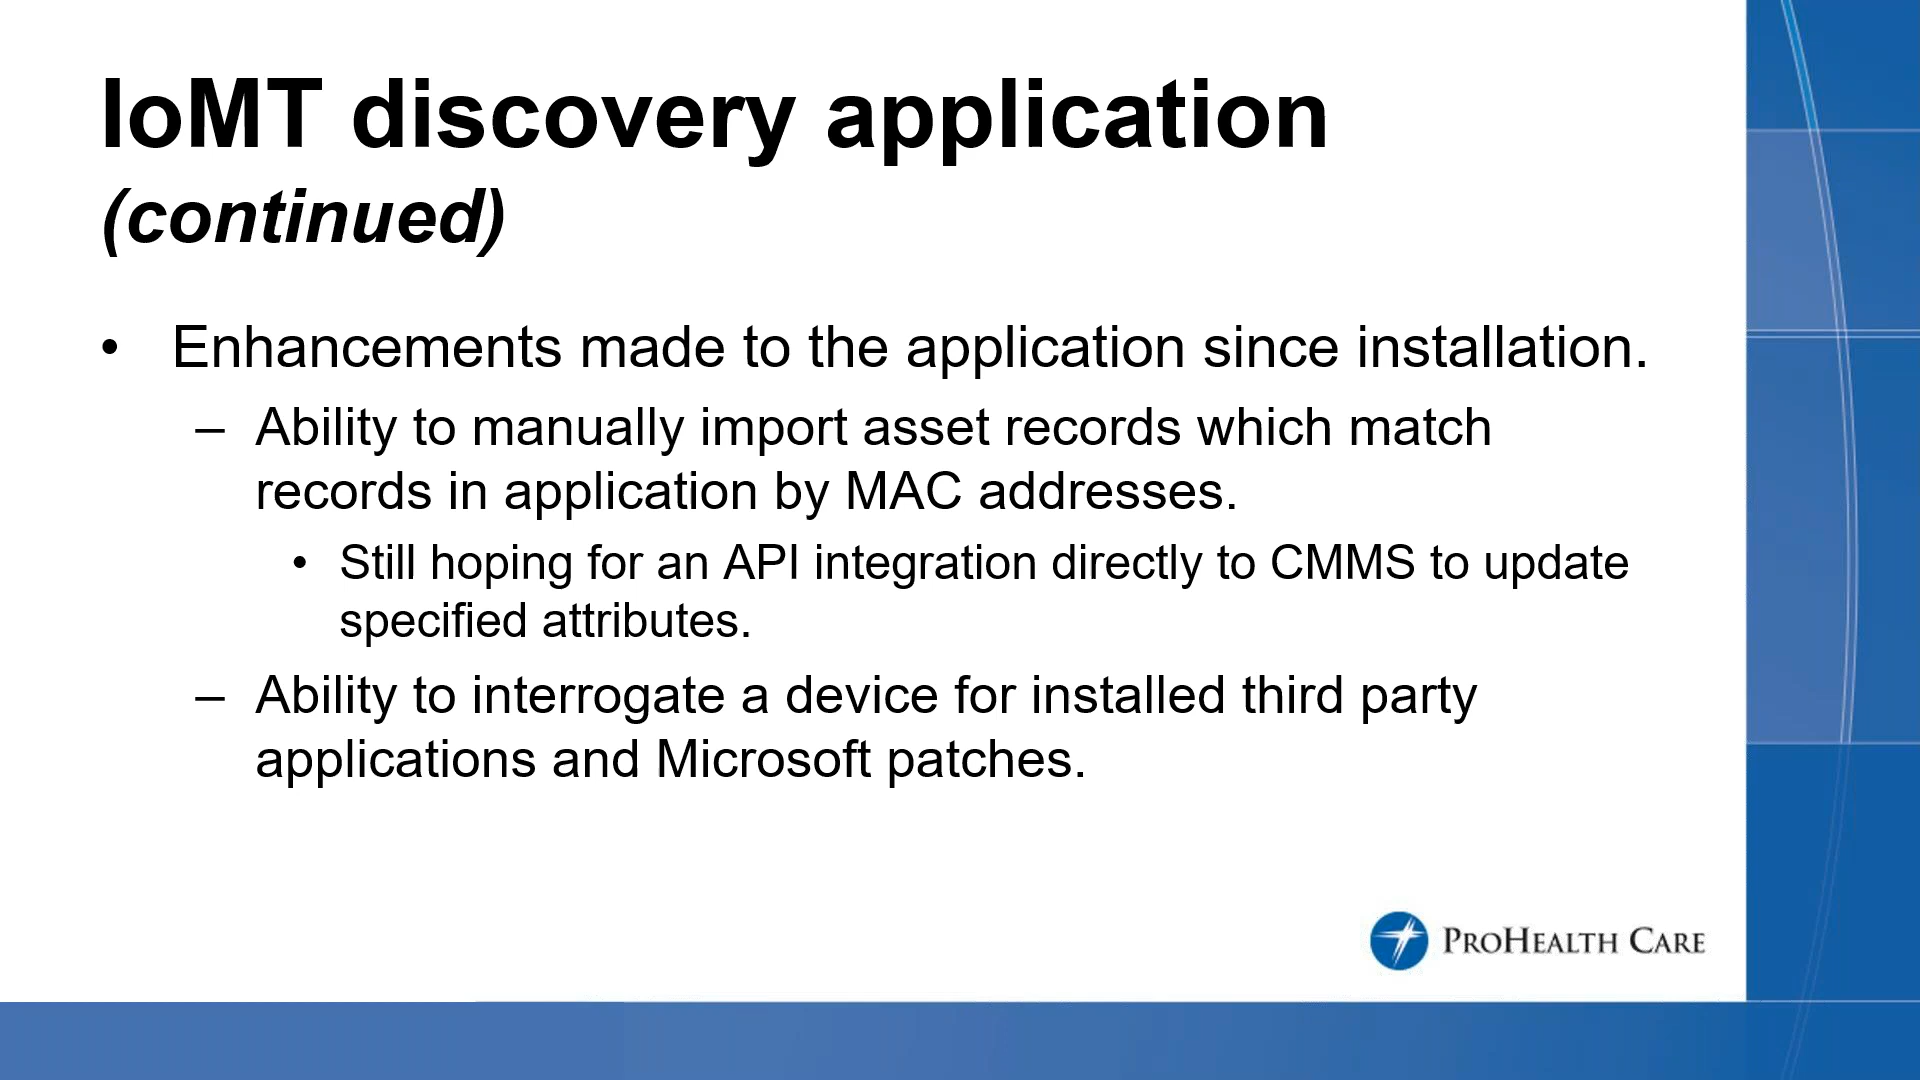 IoMT discovery application
(continued)
• Enhancements made to the application since installation.
– Ability to manually import asset records which match
records in application by MAC addresses.
• Still hoping for an API integration directly to CMMS to update
specified attributes.
– Ability to interrogate a device for installed third party
applications and Microsoft patches.
PROHEALTH CARE